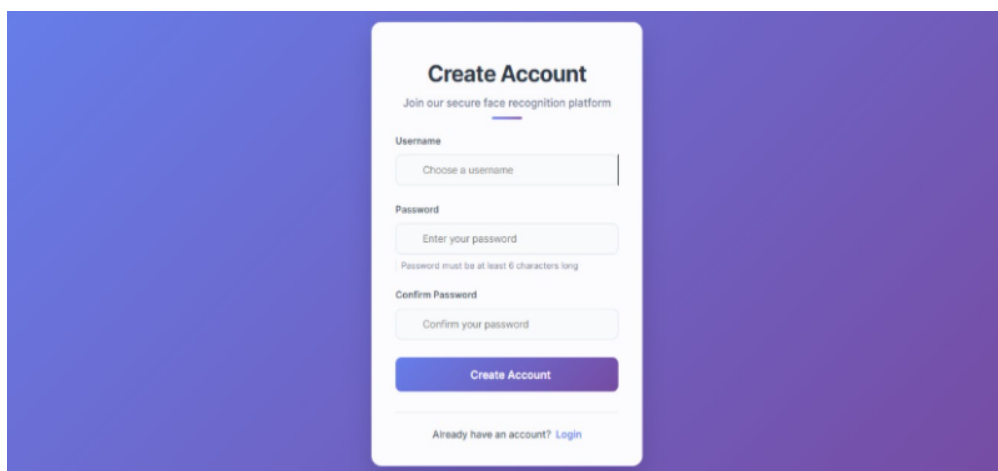 Create Account
Join our secure face recognition platform
Username
Choose a username
Password
Enter your password
Password must be at least 6 characters long
Confirm Password
Confirm your password
Create Account
Already have an account? Login